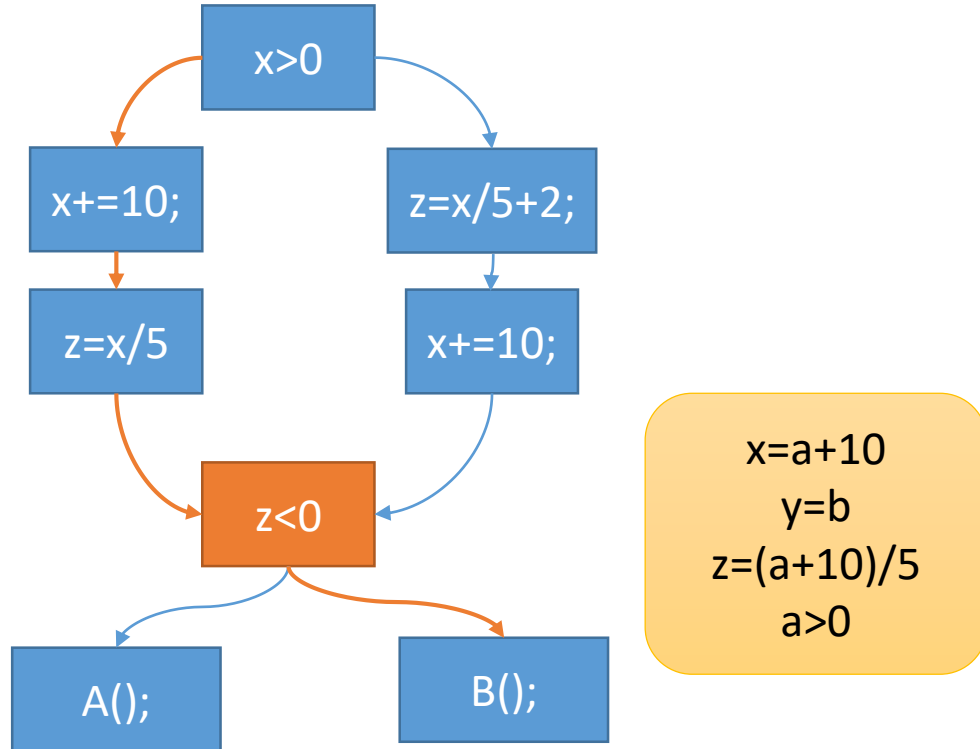 x>0
x+=10;
z=x/5+2;
z=x/5
x+=10;
z<0
A();
B();
x=a+10
y=b
z=(a+10)/5
a>0